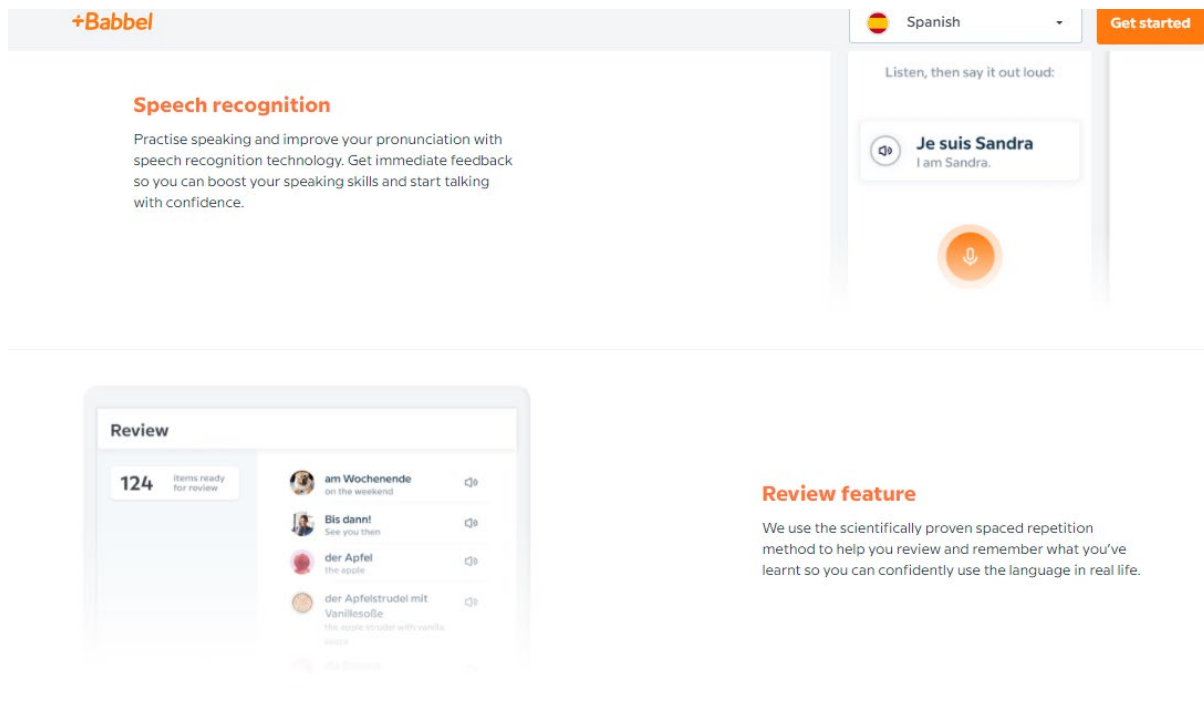 +Babbel
Spanish
Get started
Speech recognition
Practise speaking and improve your pronunciation with
speech recognition technology. Get immediate feedback
so you can boost your speaking skills and start talking
with confidence.
Listen, then say it out loud:
Je suis Sandra
I am Sandra.
Review
124
items ready
for review
am Wochenende
on the weekend
Bis dann!
See you then
der Apfel
the apple
der Apfelstrudel mit
Vanillesoße
the apple strudel with vanilla
Review feature
We use the scientifically proven spaced repetition
method to help you review and remember what you've
learnt so you can confidently use the language in real life.